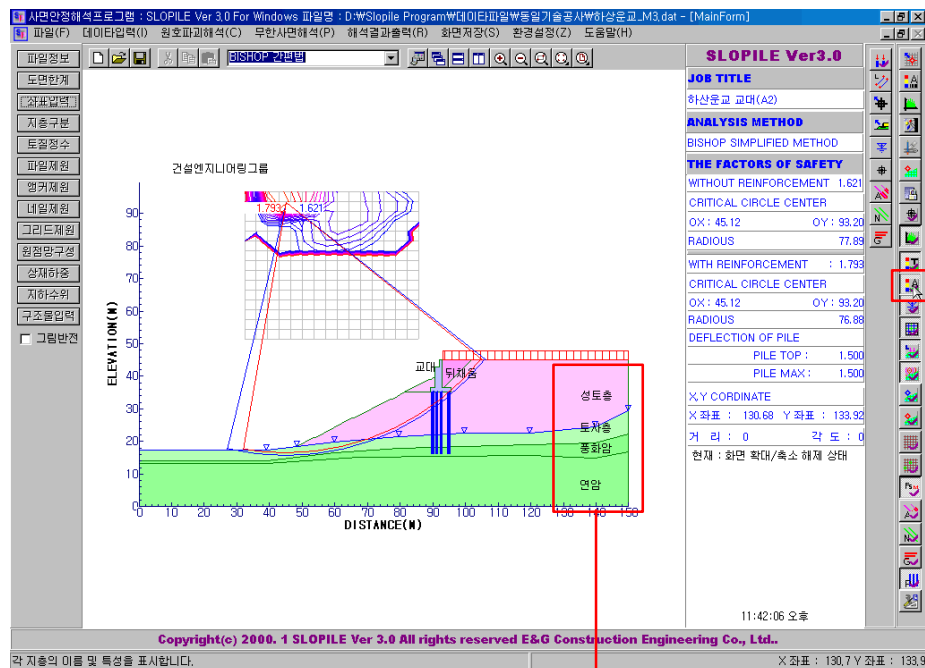 사면안정해석프로그램 : SLOPILE Ver 3.0 For Windows 파일명 : D:₩Slopile Program₩데이타파일₩동일기술공사₩하상운교_M3.dat - [MainForm]
파일(F) 데이타입력(I) 원호파괴해석(C) 무한사면해석(P) 해석결과출력(R) 화면저장(S) 환경설정(Z) 도움말(H)
파일정보
도면한계
좌표입력
지층구분
토질정수
파일제원
앵커제원
네일제원
그리드제원
원점망구성
상재하중
지하수위
구조물입력
그림반전
BISHOP 간편법
건설엔지니어링그룹
1.793 1.621
ELEVATION(M)
90
80
70
60
50
40
30
20
10
0
0 10 20 30 40 50 60 70 80 90 100 110 120 130 140 150
DISTANCE(M)
교대
뒤채움
성토층
토사층
풍화암
연암
SLOPILE Ver3.0
JOB TITLE
하산운교 교대(A2)
ANALYSIS METHOD
BISHOP SIMPLIFIED METHOD
THE FACTORS OF SAFETY
WITHOUT REINFORCEMENT 1.621
CRITICAL CIRCLE CENTER
OX : 45.12 OY : 93.20
RADIOUS 77.89
WITH REINFORCEMENT : 1.793
CRITICAL CIRCLE CENTER
OX : 45.12 OY : 93.20
RADIOUS 76.88
DEFLECTION OF PILE
PILE TOP : 1.500
PILE MAX : 1.500
X,Y CORDINATE
X 좌표 : 130.68 Y 좌표 : 133.92
거 리 : 0 각 도 : 0
현재 : 화면 확대/축소 해제 상태
11:42:06 오후
Copyright(c) 2000. 1 SLOPILE Ver 3.0 All rights reserved E&G Construction Engineering Co., Ltd..
각 지층의 이름 및 특성을 표시합니다.
X 좌표 : 130,7 Y 좌표 : 133,9